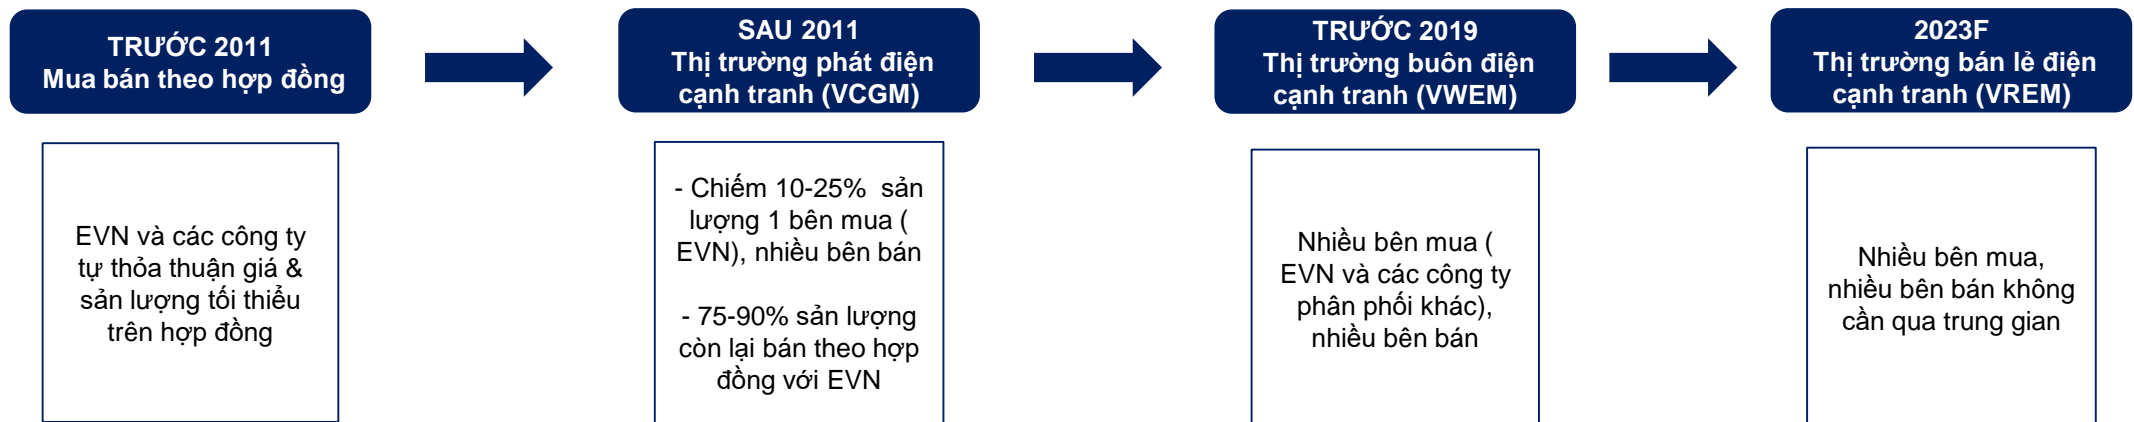 TRƯỚC 2011
Mua bán theo hợp đồng
SAU 2011
Thị trường phát điện
cạnh tranh (VCGM)
TRƯỚC 2019
Thị trường buôn điện
cạnh tranh (VWEM)
2023F
Thị trường bán lẻ điện
cạnh tranh (VREM)
EVN và các công ty
tự thỏa thuận giá &
sản lượng tối thiểu
trên hợp đồng
- Chiếm 10-25% sản
lượng 1 bên mua (
EVN), nhiều bên bán
- 75-90% sản lượng
còn lại bán theo hợp
đồng với EVN
Nhiều bên mua (
EVN và các công ty
phân phối khác),
nhiều bên bán
Nhiều bên mua,
nhiều bên bán không
cần qua trung gian